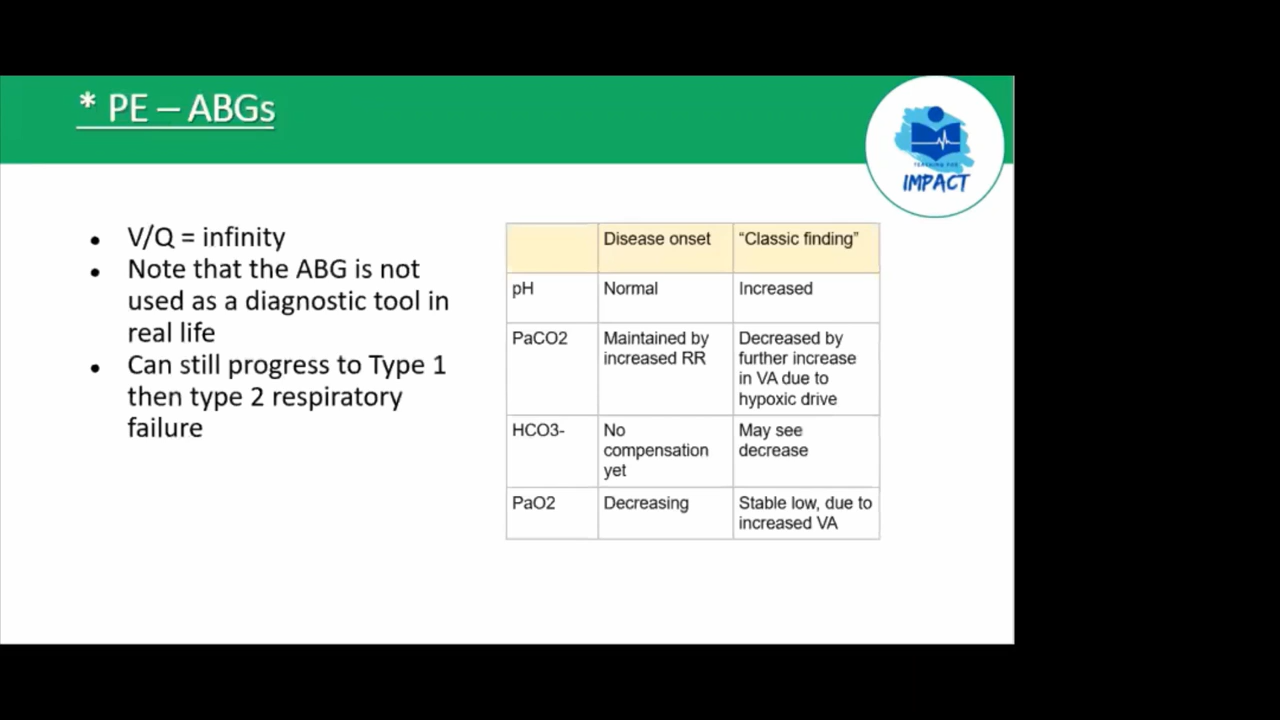 * PE – ABGs
TEACHING FOR
IMPACT
• V/Q = infinity
• Note that the ABG is not
used as a diagnostic tool in
real life
• Can still progress to Type 1
then type 2 respiratory
failure
Disease onset “Classic finding”
pH Normal Increased
PaCO2 Maintained by Decreased by
increased RR further increase
in VA due to
hypoxic drive
HCO3- No May see
compensation decrease
yet
PaO2 Decreasing Stable low, due to
increased VA